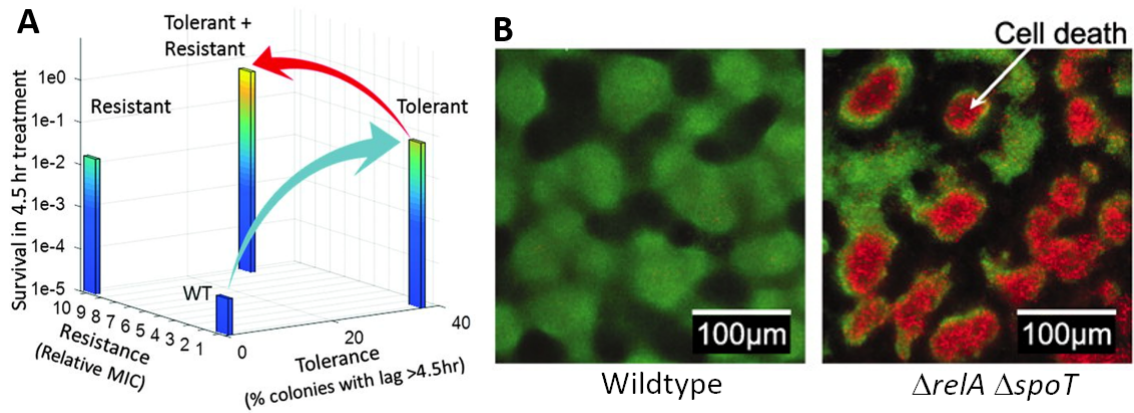 A
Tolerant +
Resistant
Resistant
Tolerant
WT
Survival in 4.5 hr treatment
1e0
1e-1
1e-2
1e-3
1e-4
1e-5
10 9 8 7 6 5 4 3 2 1
Resistance
(Relative MIC)
0
20
40
Tolerance
(% colonies with lag >4.5hr)
B
Cell death
100µm
100µm
Wildtype
ΔrelA ΔspoT